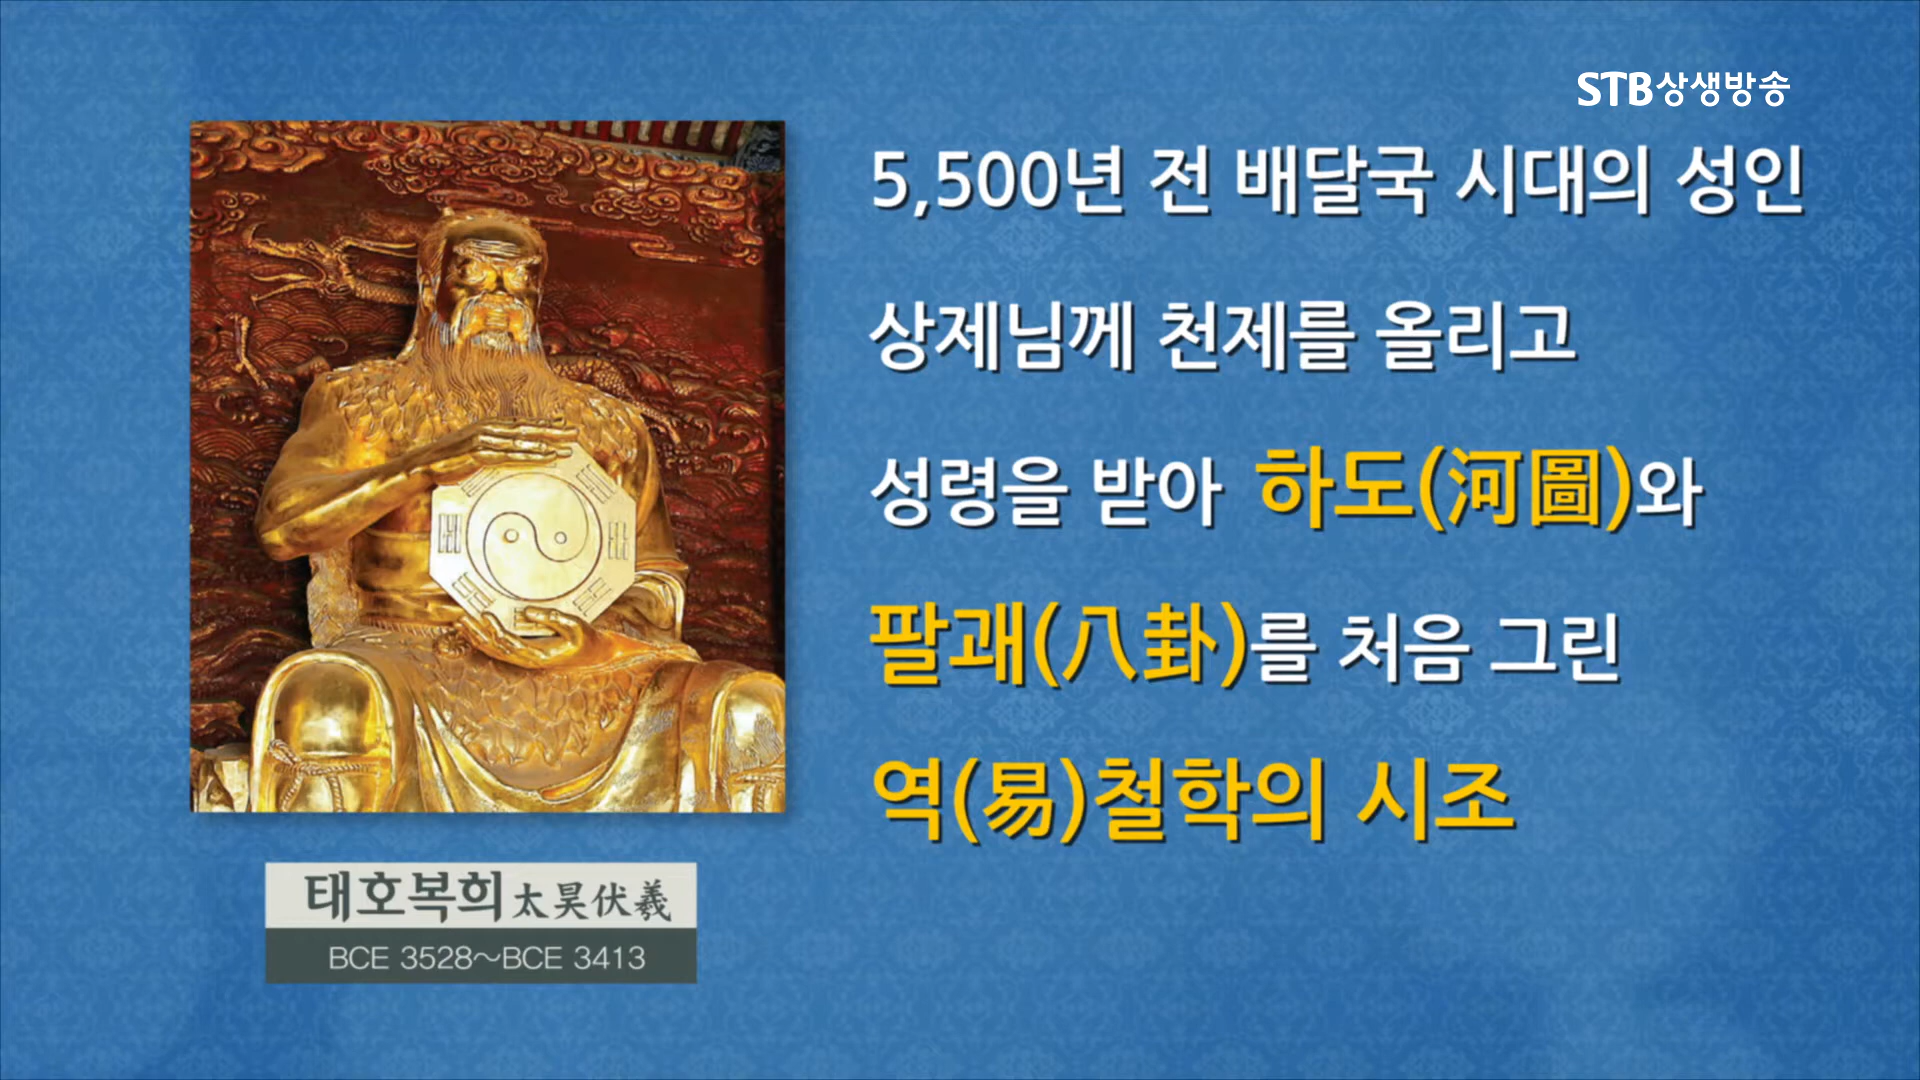 STB상생방송
5,500년 전 배달국 시대의 성인
상제님께 천제를 올리고
성령을 받아 하도(河圖)와
팔괘(八卦)를 처음 그린
역(易)철학의 시조
태호복희 太昊伏羲
BCE 3528~BCE 3413